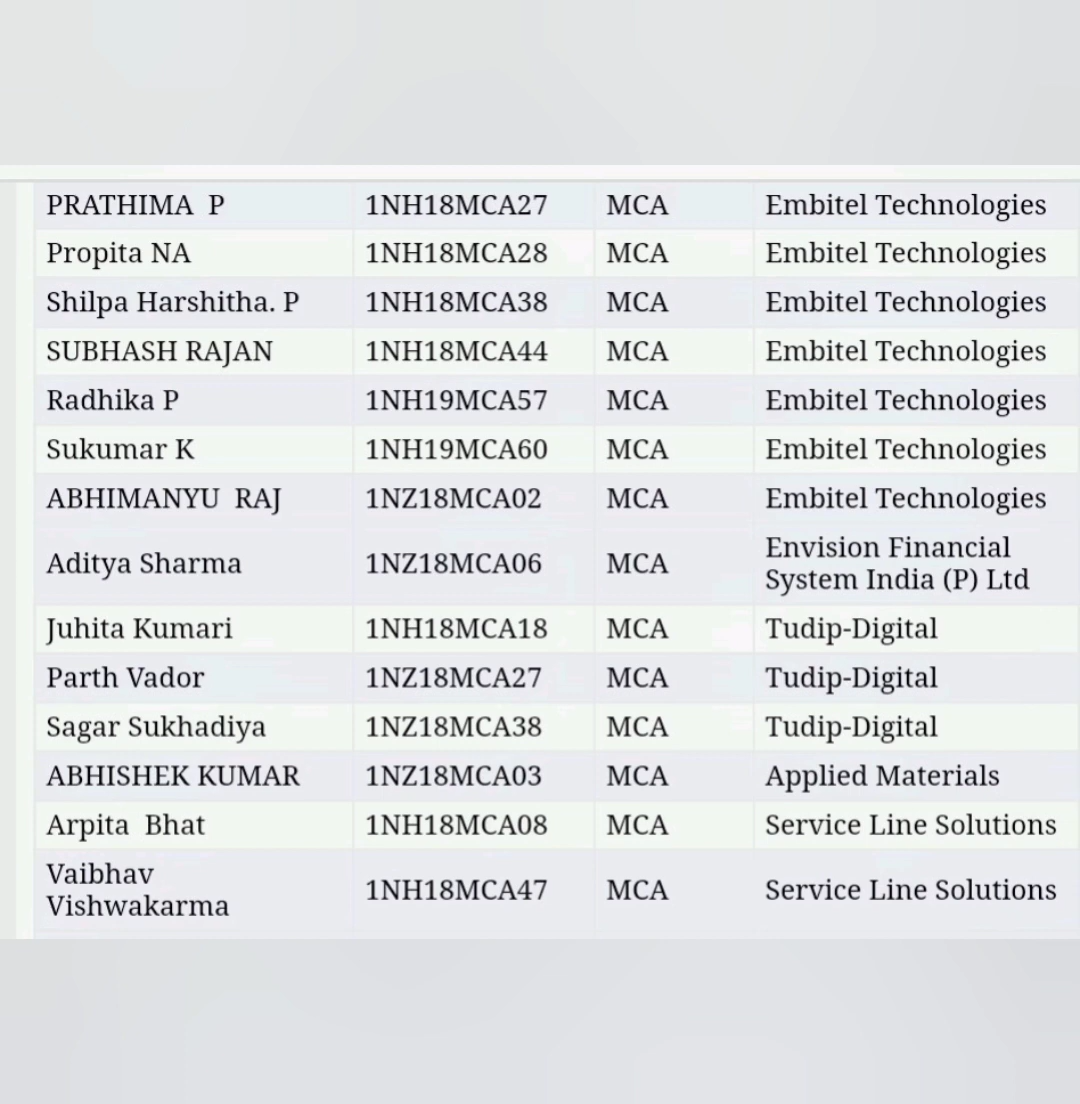 PRATHIMA  P 1NH18MCA27 MCA Embitel Technologies
Propita NA 1NH18MCA28 MCA Embitel Technologies
Shilpa Harshitha. P 1NH18MCA38 MCA Embitel Technologies
SUBHASH RAJAN 1NH18MCA44 MCA Embitel Technologies
Radhika P 1NH19MCA57 MCA Embitel Technologies
Sukumar K 1NH19MCA60 MCA Embitel Technologies
ABHIMANYU  RAJ 1NZ18MCA02 MCA Embitel Technologies
Aditya Sharma 1NZ18MCA06 MCA Envision Financial
System India (P) Ltd
Juhita Kumari 1NH18MCA18 MCA Tudip-Digital
Parth Vador 1NZ18MCA27 MCA Tudip-Digital
Sagar Sukhadiya 1NZ18MCA38 MCA Tudip-Digital
ABHISHEK KUMAR 1NZ18MCA03 MCA Applied Materials
Arpita  Bhat 1NH18MCA08 MCA Service Line Solutions
Vaibhav
Vishwakarma 1NH18MCA47 MCA Service Line Solutions